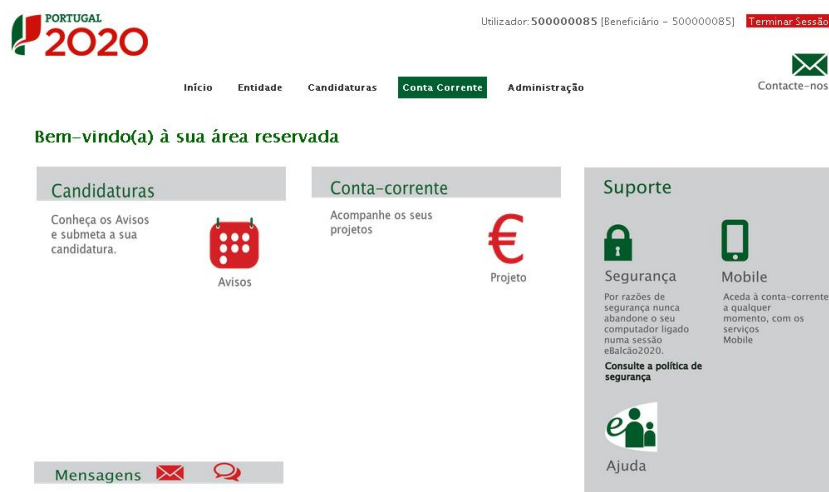 PORTUGAL
2020
Utilizador: 500000085 [Beneficiário - 500000085] Terminar Sessão
Contacte-nos
Início Entidade Candidaturas Conta Corrente Administração
Bem-vindo(a) à sua área reservada
Candidaturas
Conheça os Avisos
e submeta a sua
candidatura.
Avisos
Conta-corrente
Acompanhe os seus
projetos
€
Projeto
Suporte
Segurança
Por razões de
segurança nunca
abandone o seu
computador ligado
numa sessão
eBalcão2020.
Consulte a política de
segurança
Mobile
Aceda à conta-corrente
a qualquer
momento, com os
serviços
Mobile
e
Ajuda
Mensagens